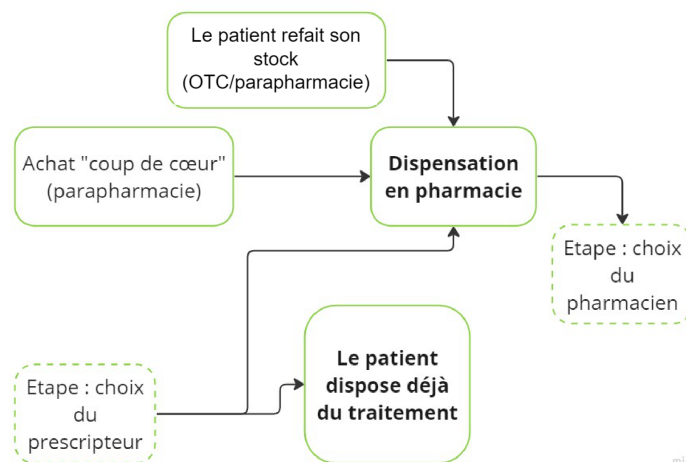 Le patient refait son
stock
(OTC/parapharmacie)
Achat "coup de cœur"
(parapharmacie)
Dispensation
en pharmacie
Etape : choix
du
pharmacien
Le patient
dispose déjà
du traitement
Etape : choix
du
prescripteur